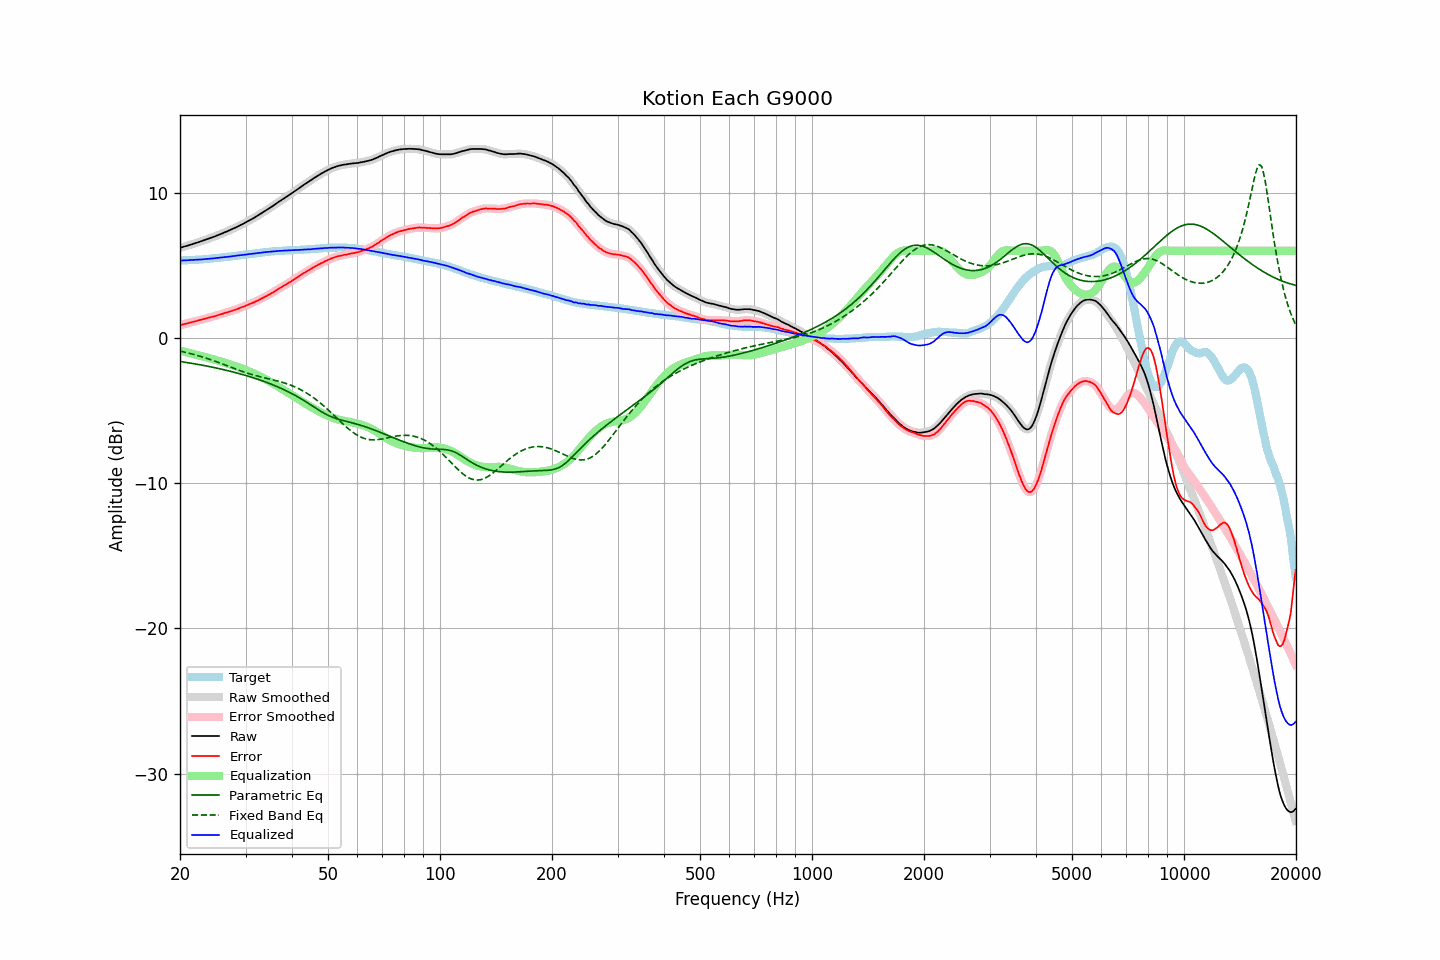 Kotion Each G9000
Amplitude (dBr)
10
0
−10
−20
−30
Target
Raw Smoothed
Error Smoothed
Raw
Error
Equalization
Parametric Eq
Fixed Band Eq
Equalized
20 50 100 200 500 1000 2000 5000 10000 20000
Frequency (Hz)